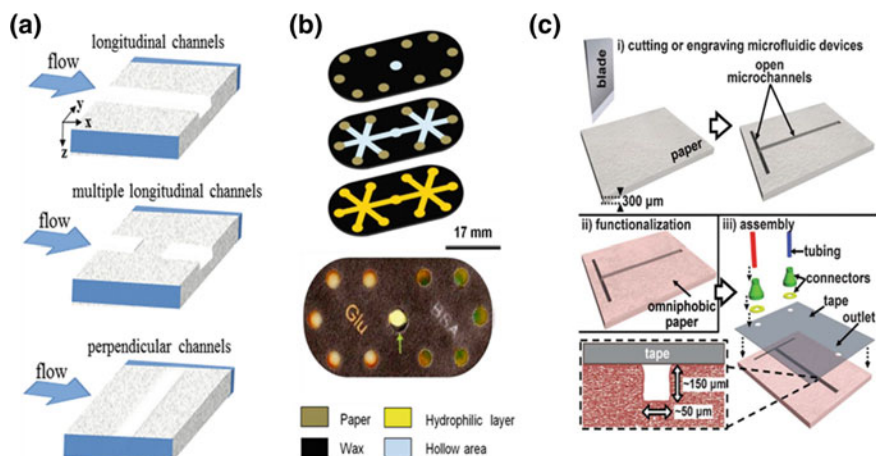 (a)
longitudinal channels
flow
y
x
z
multiple longitudinal channels
flow
perpendicular channels
flow
(b)
17 mm
Glu
HSA
Paper
Hydrophilic layer
Wax
Hollow area
(c)
i) cutting or engraving microfluidic devices
blade
open
microchannels
paper
300 µm
ii) functionalization
omniphobic
paper
iii) assembly
tubing
connectors
tape
outlet
tape
~150 µm
~50 µm